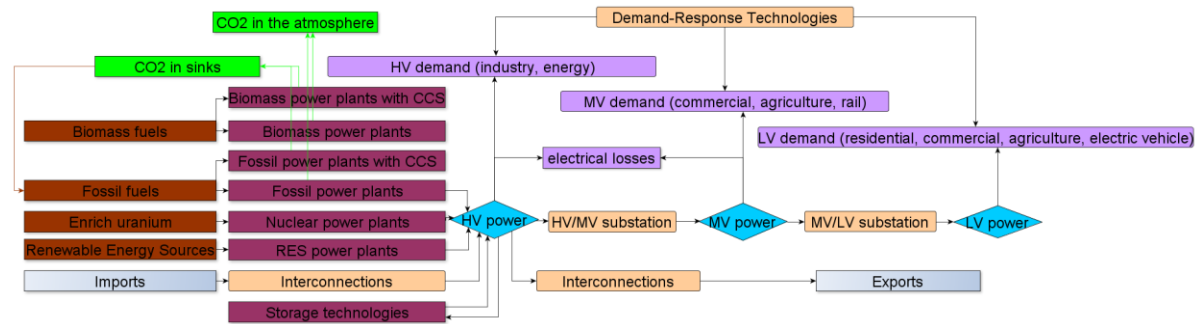 CO2 in the atmosphere
Demand-Response Technologies
CO2 in sinks
HV demand (industry, energy)
Biomass power plants with CCS
MV demand (commercial, agriculture, rail)
Biomass fuels
Biomass power plants
LV demand (residential, commercial, agriculture, electric vehicle)
Fossil power plants with CCS
electrical losses
Fossil fuels
Fossil power plants
Enrich uranium
Nuclear power plants
HV power
HV/MV substation
MV power
MV/LV substation
LV power
Renewable Energy Sources
RES power plants
Imports
Interconnections
Interconnections
Exports
Storage technologies